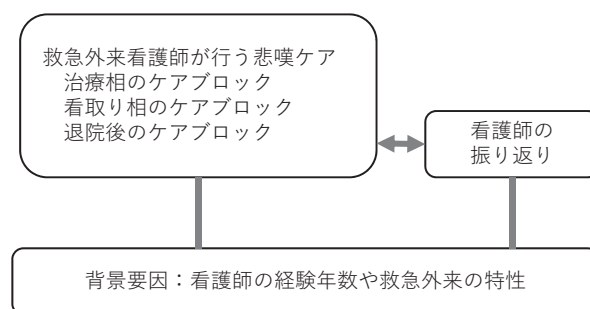 救急外来看護師が行う悲嘆ケア
治療相のケアブロック
看取り相のケアブロック
退院後のケアブロック
看護師の
振り返り
背景要因：看護師の経験年数や救急外来の特性